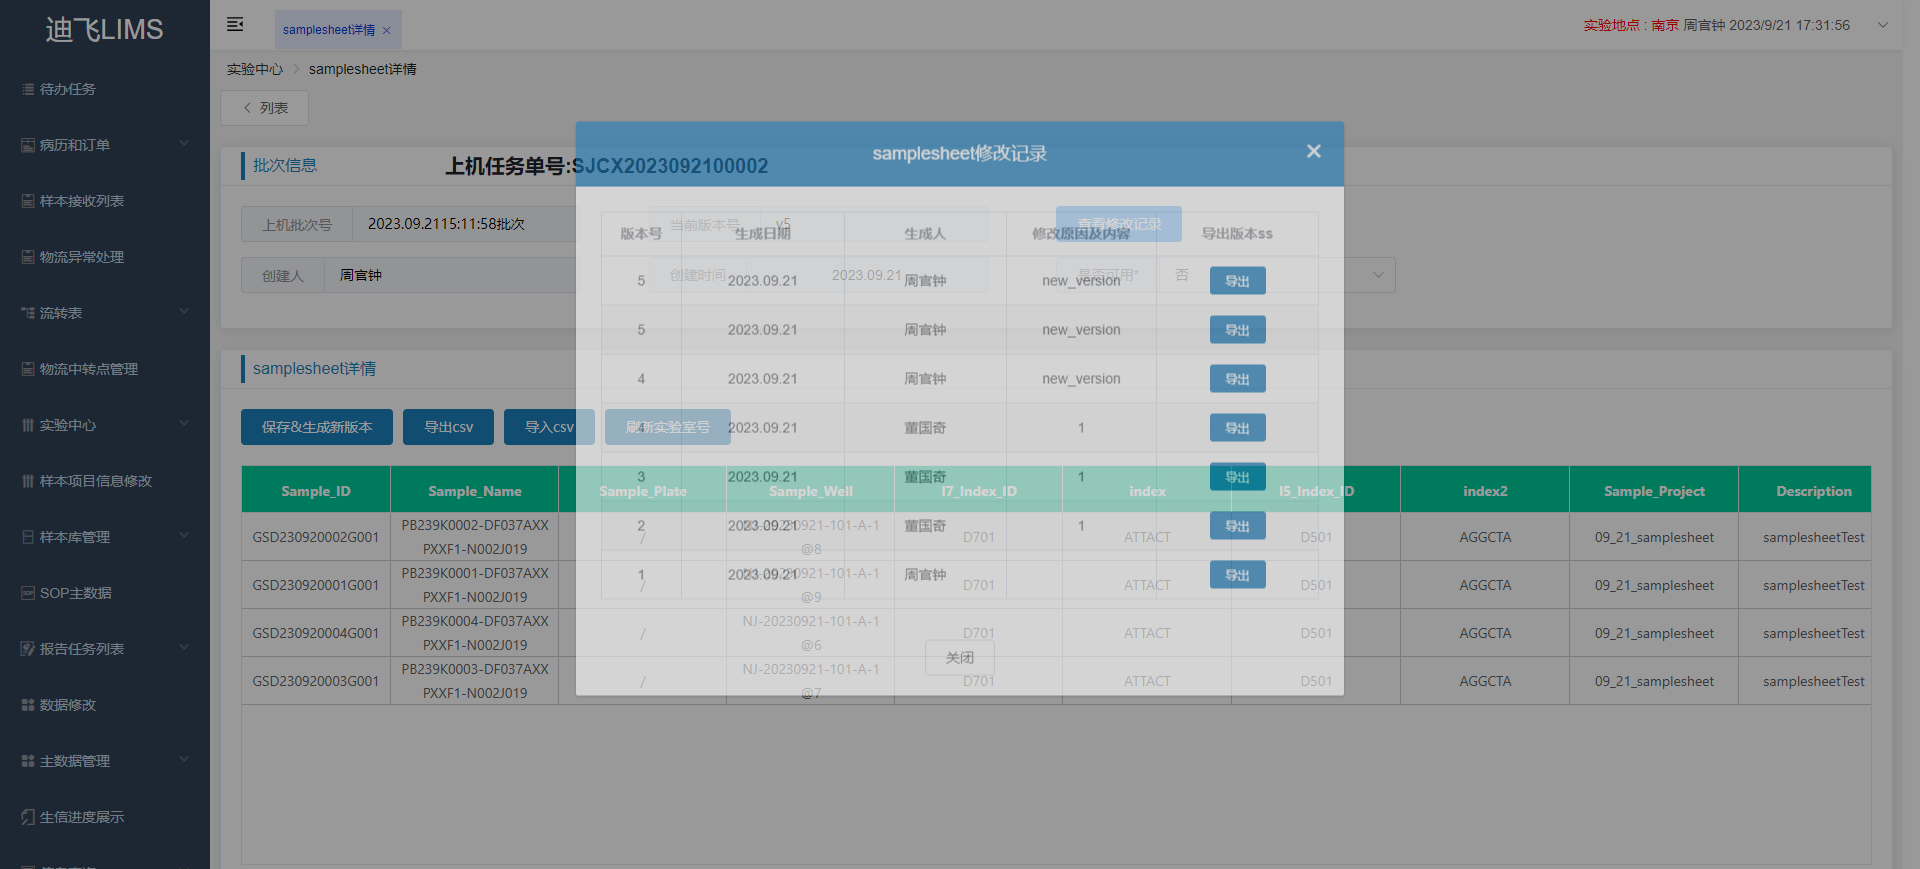 迪飞LIMS
待办任务
病历和订单
样本接收列表
物流异常处理
流转表
物流中转点管理
实验中心
样本项目信息修改
样本库管理
SOP主数据
报告任务列表
数据修改
主数据管理
生信进度展示
samplesheet详情
实验地点 : 南京 周官钟 2023/9/21 17:31:56
实验中心 > samplesheet详情
列表
批次信息
上机任务单号:SJCX2023092100002
上机批次号 2023.09.2115:11:58批次 当前版本号 v5 查看修改记录
创建人 周官钟 创建时间 2023.09.21 是否可用* 否
samplesheet详情
保存&生成新版本 导出csv 导入csv 刷新实验室号
Sample_ID Sample_Name Sample_Plate Sample_Well I7_Index_ID index I5_Index_ID index2 Sample_Project Description
GSD230920002G001 PB239K0002-DF037AXXPXXF1-N002J019 / NJ-20230921-101-A-1@8 D701 ATTACT D501 AGGCTA 09_21_samplesheet samplesheetTest
GSD230920001G001 PB239K0001-DF037AXXPXXF1-N002J019 / NJ-20230921-101-A-1@9 D701 ATTACT D501 AGGCTA 09_21_samplesheet samplesheetTest
GSD230920004G001 PB239K0004-DF037AXXPXXF1-N002J019 / NJ-20230921-101-A-1@6 D701 ATTACT D501 AGGCTA 09_21_samplesheet samplesheetTest
GSD230920003G001 PB239K0003-DF037AXXPXXF1-N002J019 / NJ-20230921-101-A-1@7 D701 ATTACT D501 AGGCTA 09_21_samplesheet samplesheetTest
samplesheet修改记录
版本号 生成日期 生成人 修改原因及内容 导出版本ss
5 2023.09.21 周官钟 new_version 导出
5 2023.09.21 周官钟 new_version 导出
4 2023.09.21 周官钟 new_version 导出
4 2023.09.21 董国奇 1 导出
3 2023.09.21 董国奇 1 导出
2 2023.09.21 董国奇 1 导出
1 2023.09.21 周官钟 导出
关闭